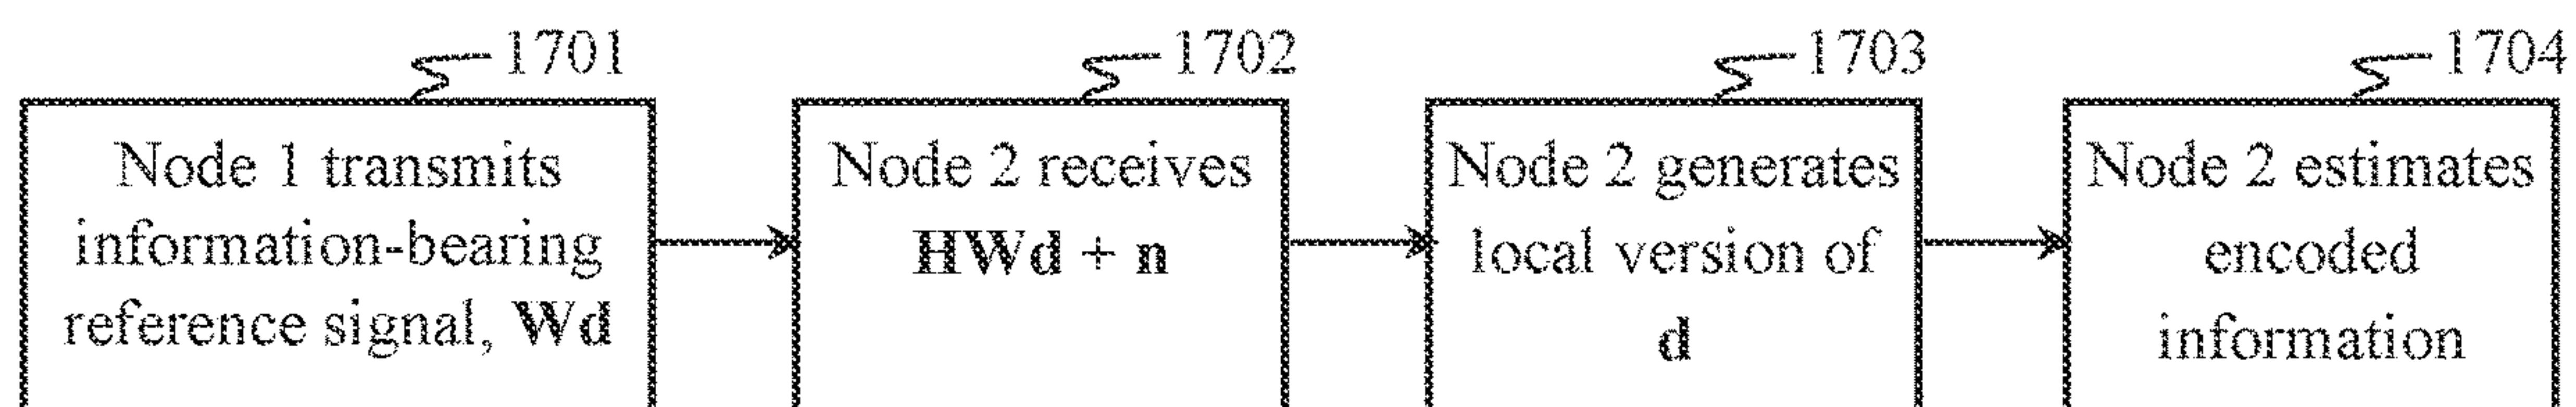 1701
1702
1703
1704
Node 1 transmits
information-bearing
reference signal, Wd
Node 2 receives
HWd + n
Node 2 generates
local version of
d
Node 2 estimates
encoded
information